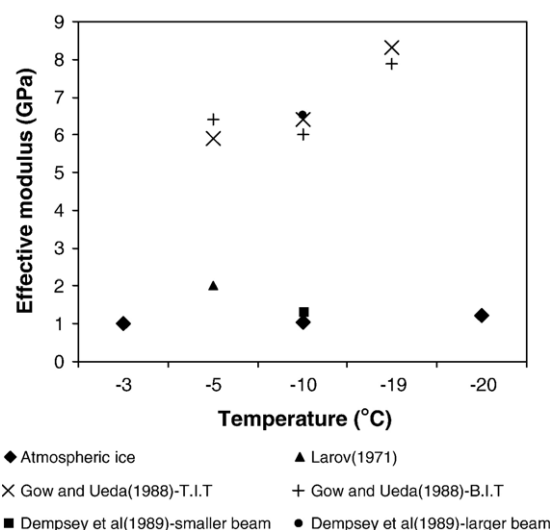 Effective modulus (GPa)
9
8
7
6
5
4
3
2
1
0
-3 -5 -10 -19 -20
Temperature (°C)
Atmospheric ice
Larov(1971)
Gow and Ueda(1988)-T.I.T
Gow and Ueda(1988)-B.I.T
Dempsey et al(1989)-smaller beam
Dempsey et al(1989)-larger beam